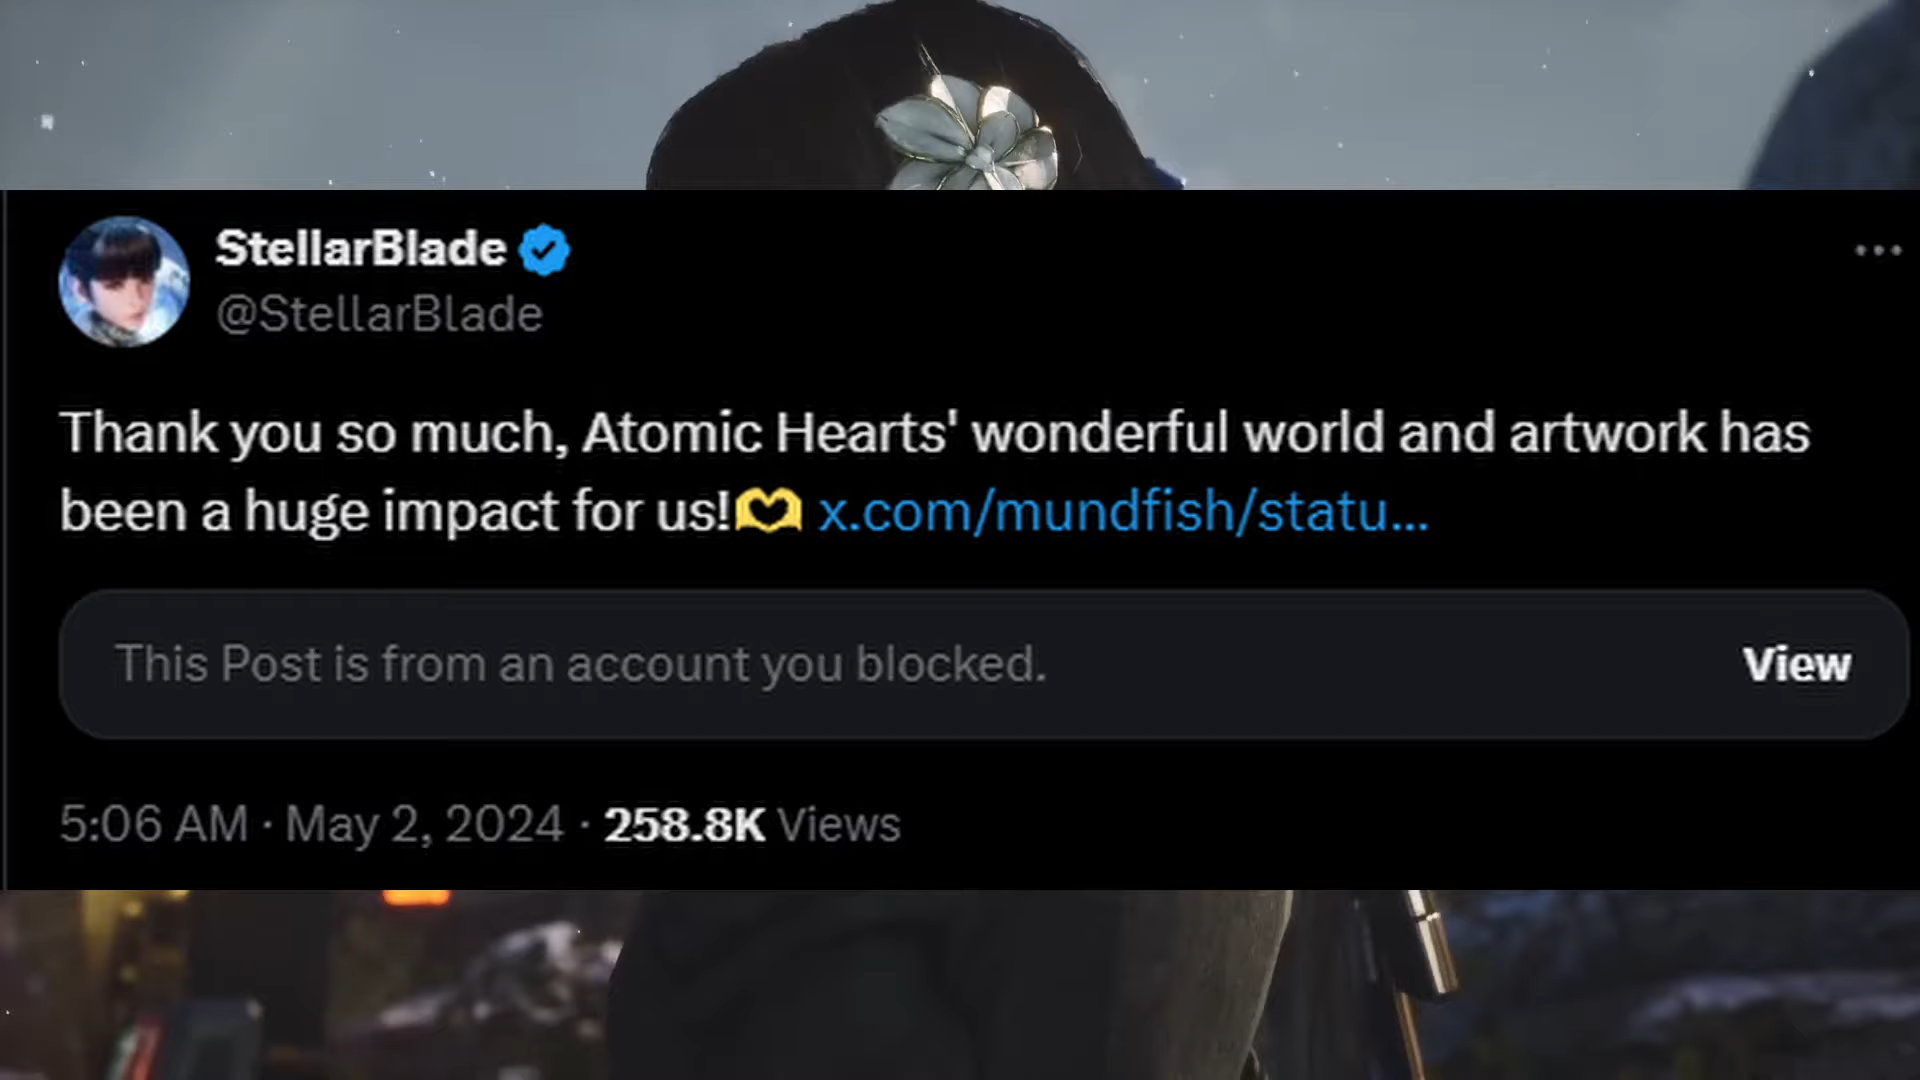 StellarBlade
@StellarBlade
Thank you so much, Atomic Hearts' wonderful world and artwork has
been a huge impact for us!🫶 x.com/mundfish/statu...
This Post is from an account you blocked.
View
5:06 AM · May 2, 2024 · 258.8K Views